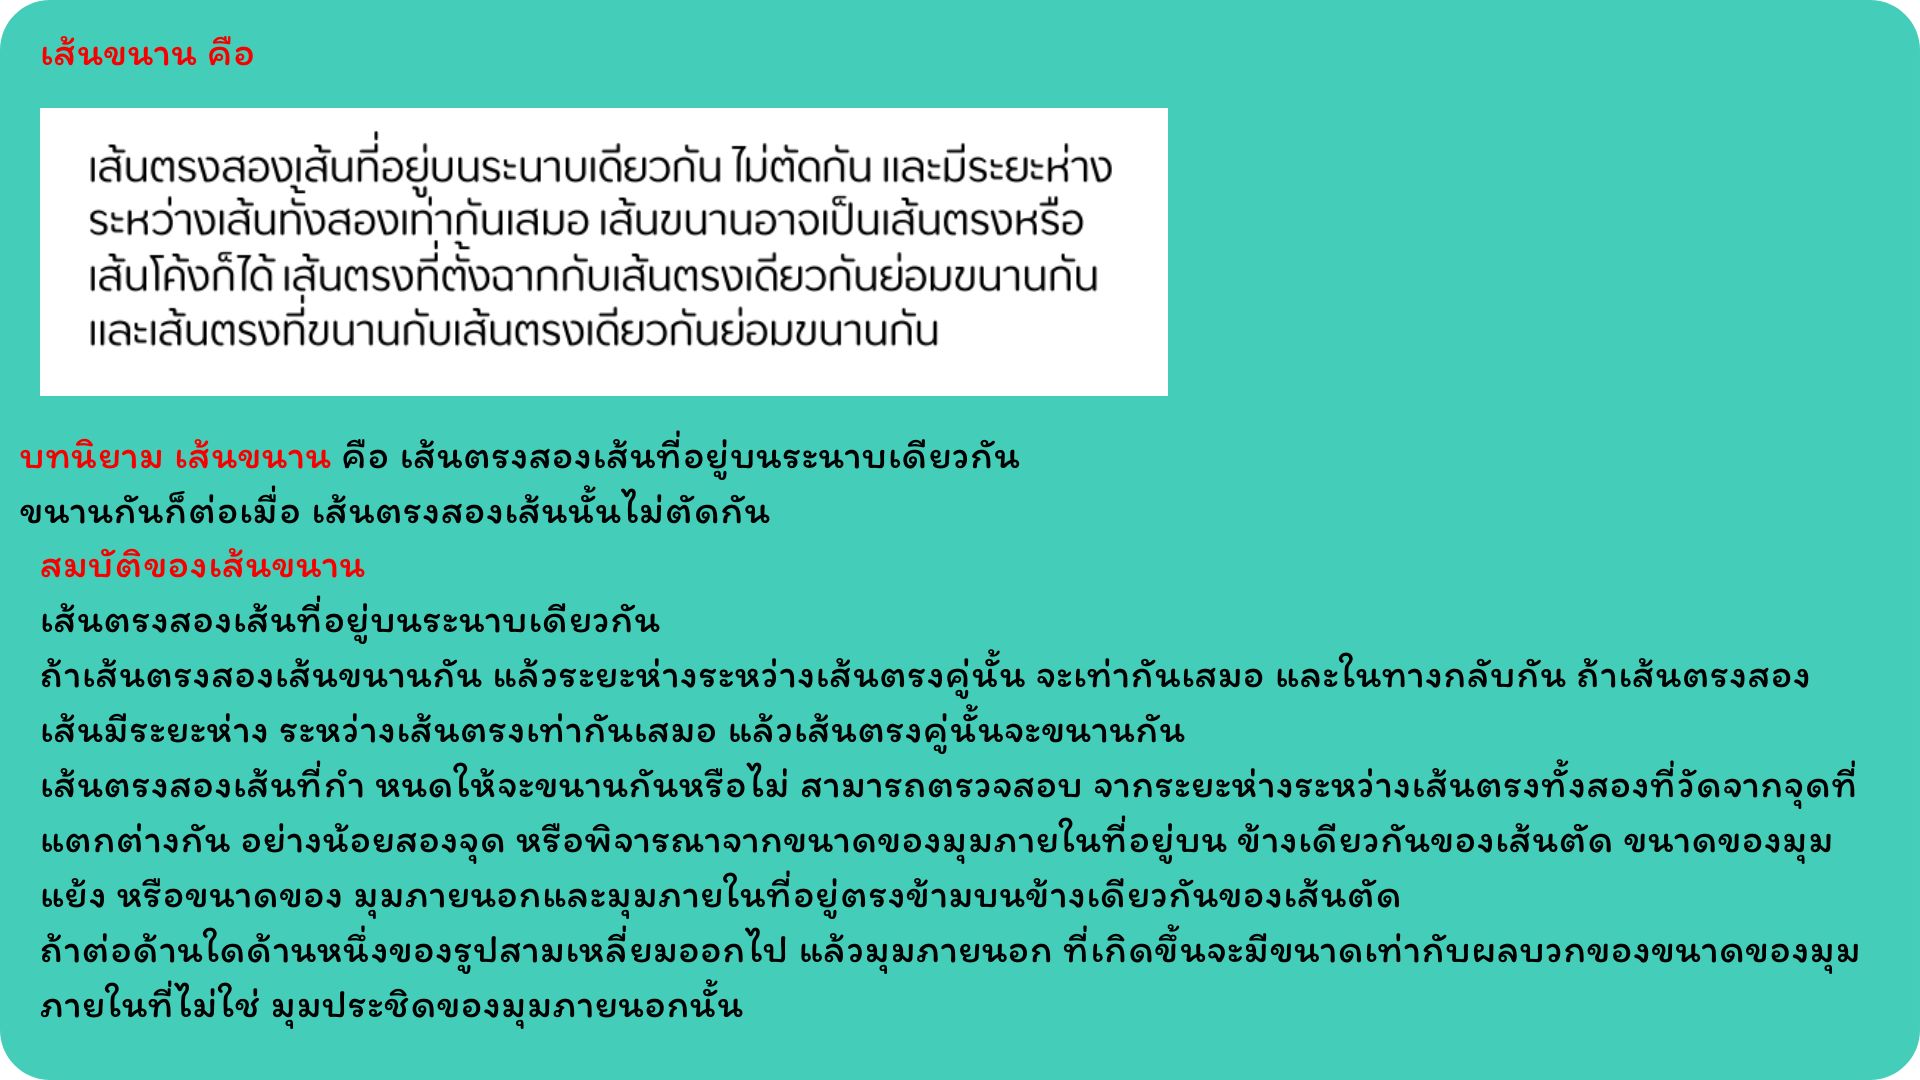 เส้นขนาน คือ
เส้นตรงสองเส้นที่อยู่บนระนาบเดียวกัน ไม่ตัดกัน และมีระยะห่าง
ระหว่างเส้นทั้งสองเท่ากันเสมอ เส้นขนานอาจเป็นเส้นตรงหรือ
เส้นโค้งก็ได้ เส้นตรงที่ตั้งฉากกับเส้นตรงเดียวกันย่อมขนานกัน
และเส้นตรงที่ขนานกับเส้นตรงเดียวกันย่อมขนานกัน
บทนิยาม เส้นขนาน คือ เส้นตรงสองเส้นที่อยู่บนระนาบเดียวกัน
ขนานกันก็ต่อเมื่อ เส้นตรงสองเส้นนั้นไม่ตัดกัน
สมบัติของเส้นขนาน
เส้นตรงสองเส้นที่อยู่บนระนาบเดียวกัน
ถ้าเส้นตรงสองเส้นขนานกัน แล้วระยะห่างระหว่างเส้นตรงคู่นั้น จะเท่ากันเสมอ และในทางกลับกัน ถ้าเส้นตรงสอง
เส้นมีระยะห่าง ระหว่างเส้นตรงเท่ากันเสมอ แล้วเส้นตรงคู่นั้นจะขนานกัน
เส้นตรงสองเส้นที่กำ หนดให้จะขนานกันหรือไม่ สามารถตรวจสอบ จากระยะห่างระหว่างเส้นตรงทั้งสองที่วัดจากจุดที่
แตกต่างกัน อย่างน้อยสองจุด หรือพิจารณาจากขนาดของมุมภายในที่อยู่บน ข้างเดียวกันของเส้นตัด ขนาดของมุม
แย้ง หรือขนาดของ มุมภายนอกและมุมภายในที่อยู่ตรงข้ามบนข้างเดียวกันของเส้นตัด
ถ้าต่อด้านใดด้านหนึ่งของรูปสามเหลี่ยมออกไป แล้วมุมภายนอก ที่เกิดขึ้นจะมีขนาดเท่ากับผลบวกของขนาดของมุม
ภายในที่ไม่ใช่ มุมประชิดของมุมภายนอกนั้น